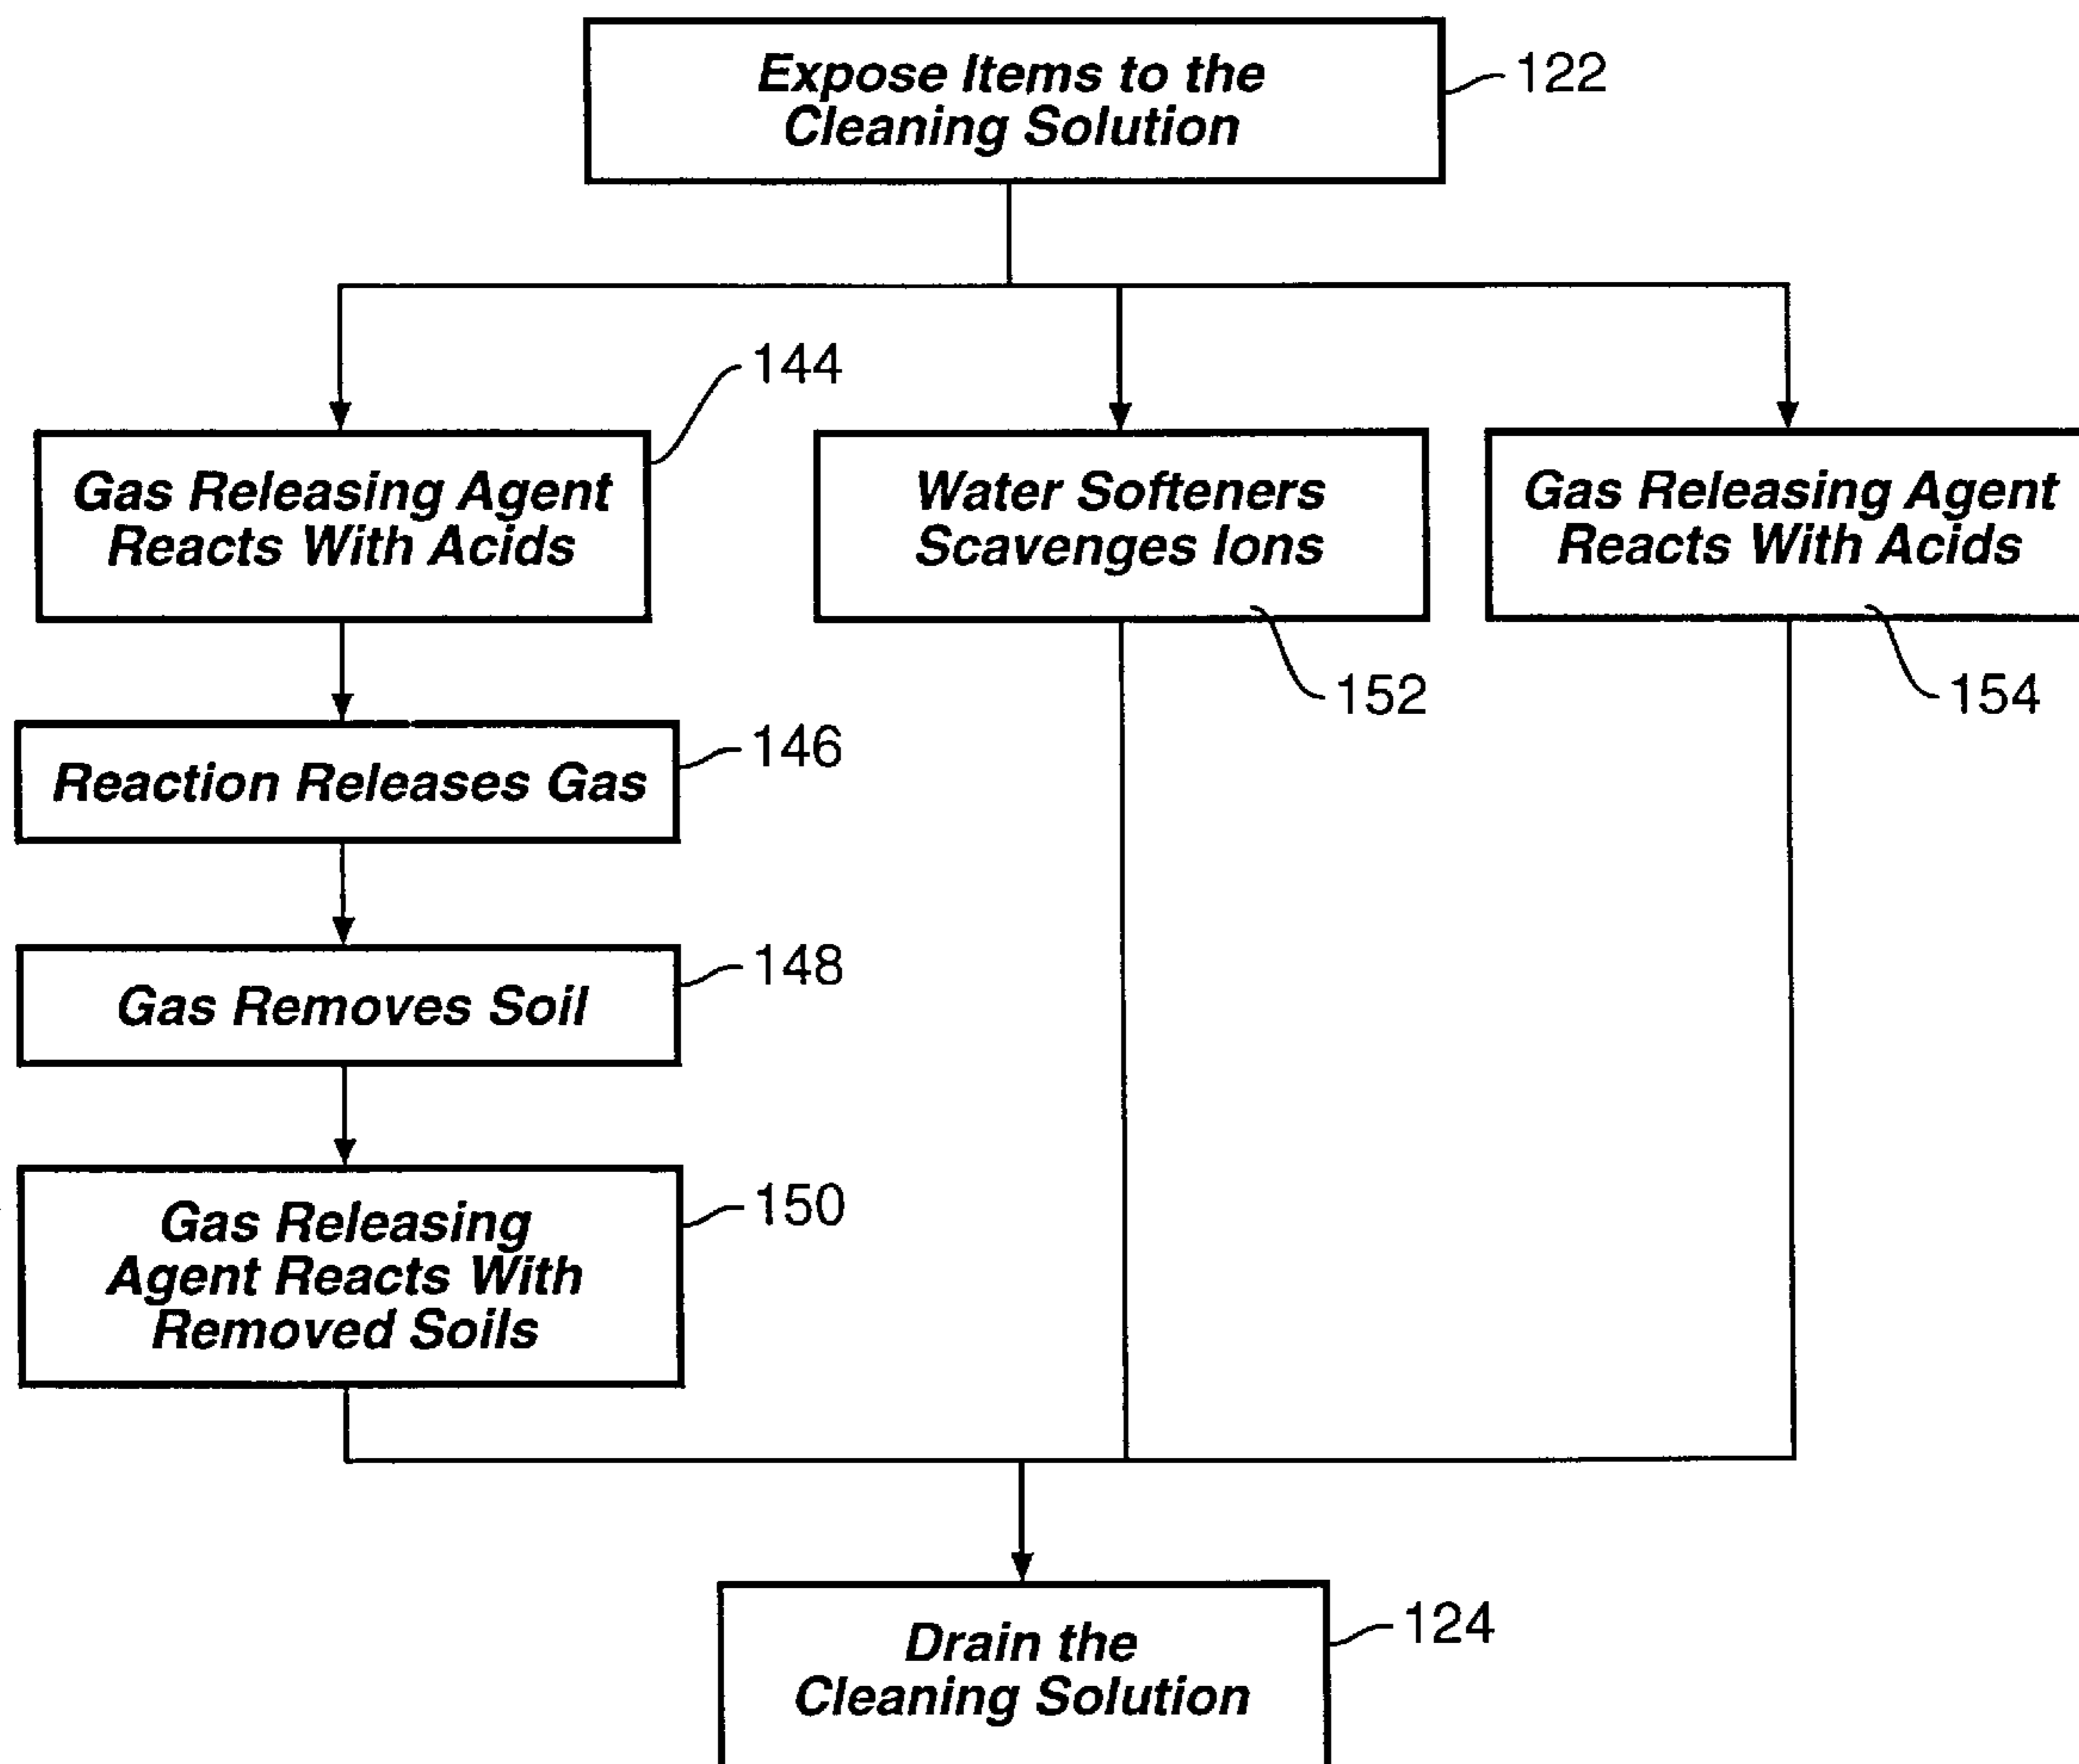 Expose Items to the
Cleaning Solution
122
144
Gas Releasing Agent
Reacts With Acids
Water Softeners
Scavenges Ions
152
Gas Releasing Agent
Reacts With Acids
154
Reaction Releases Gas
146
Gas Removes Soil
148
Gas Releasing
Agent Reacts With
Removed Soils
150
Drain the
Cleaning Solution
124